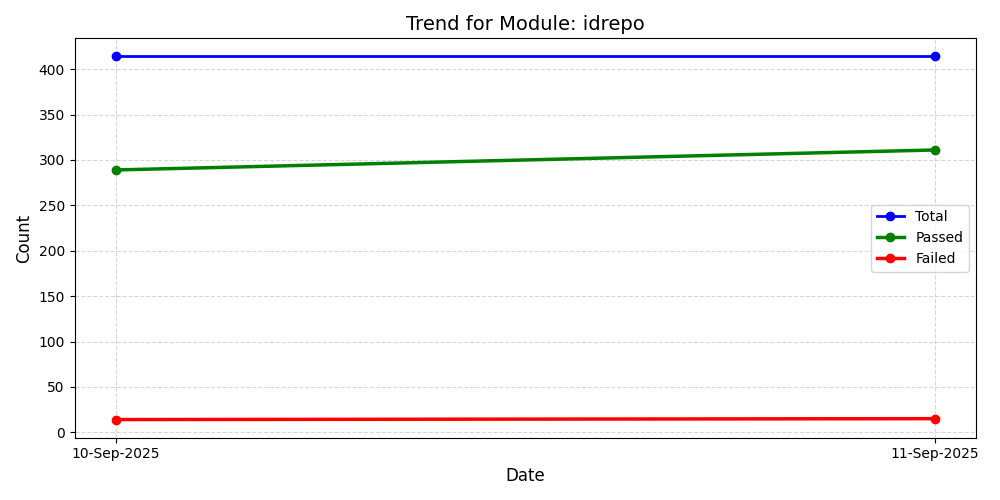 Trend for Module: idrepo
Count
400
350
300
250
200
150
100
50
0
Total
Passed
Failed
10-Sep-2025
11-Sep-2025
Date